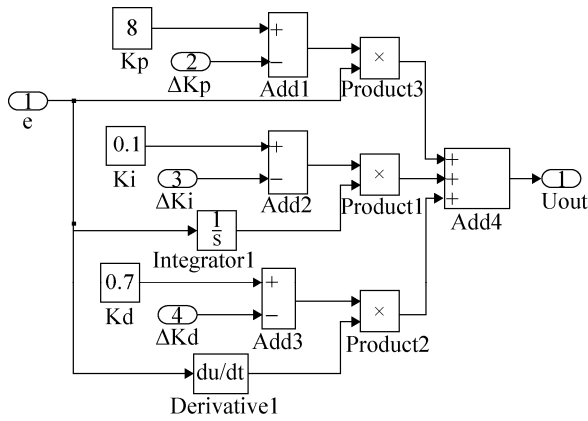 8
+
Kp
2
−
ΔKp
Add1
×
Product3
1
e
0.1
+
Ki
3
−
ΔKi
Add2
×
Product1
+
+
+
Add4
1
Uout
1/s
Integrator1
0.7
+
Kd
4
−
ΔKd
Add3
×
Product2
du/dt
Derivative1